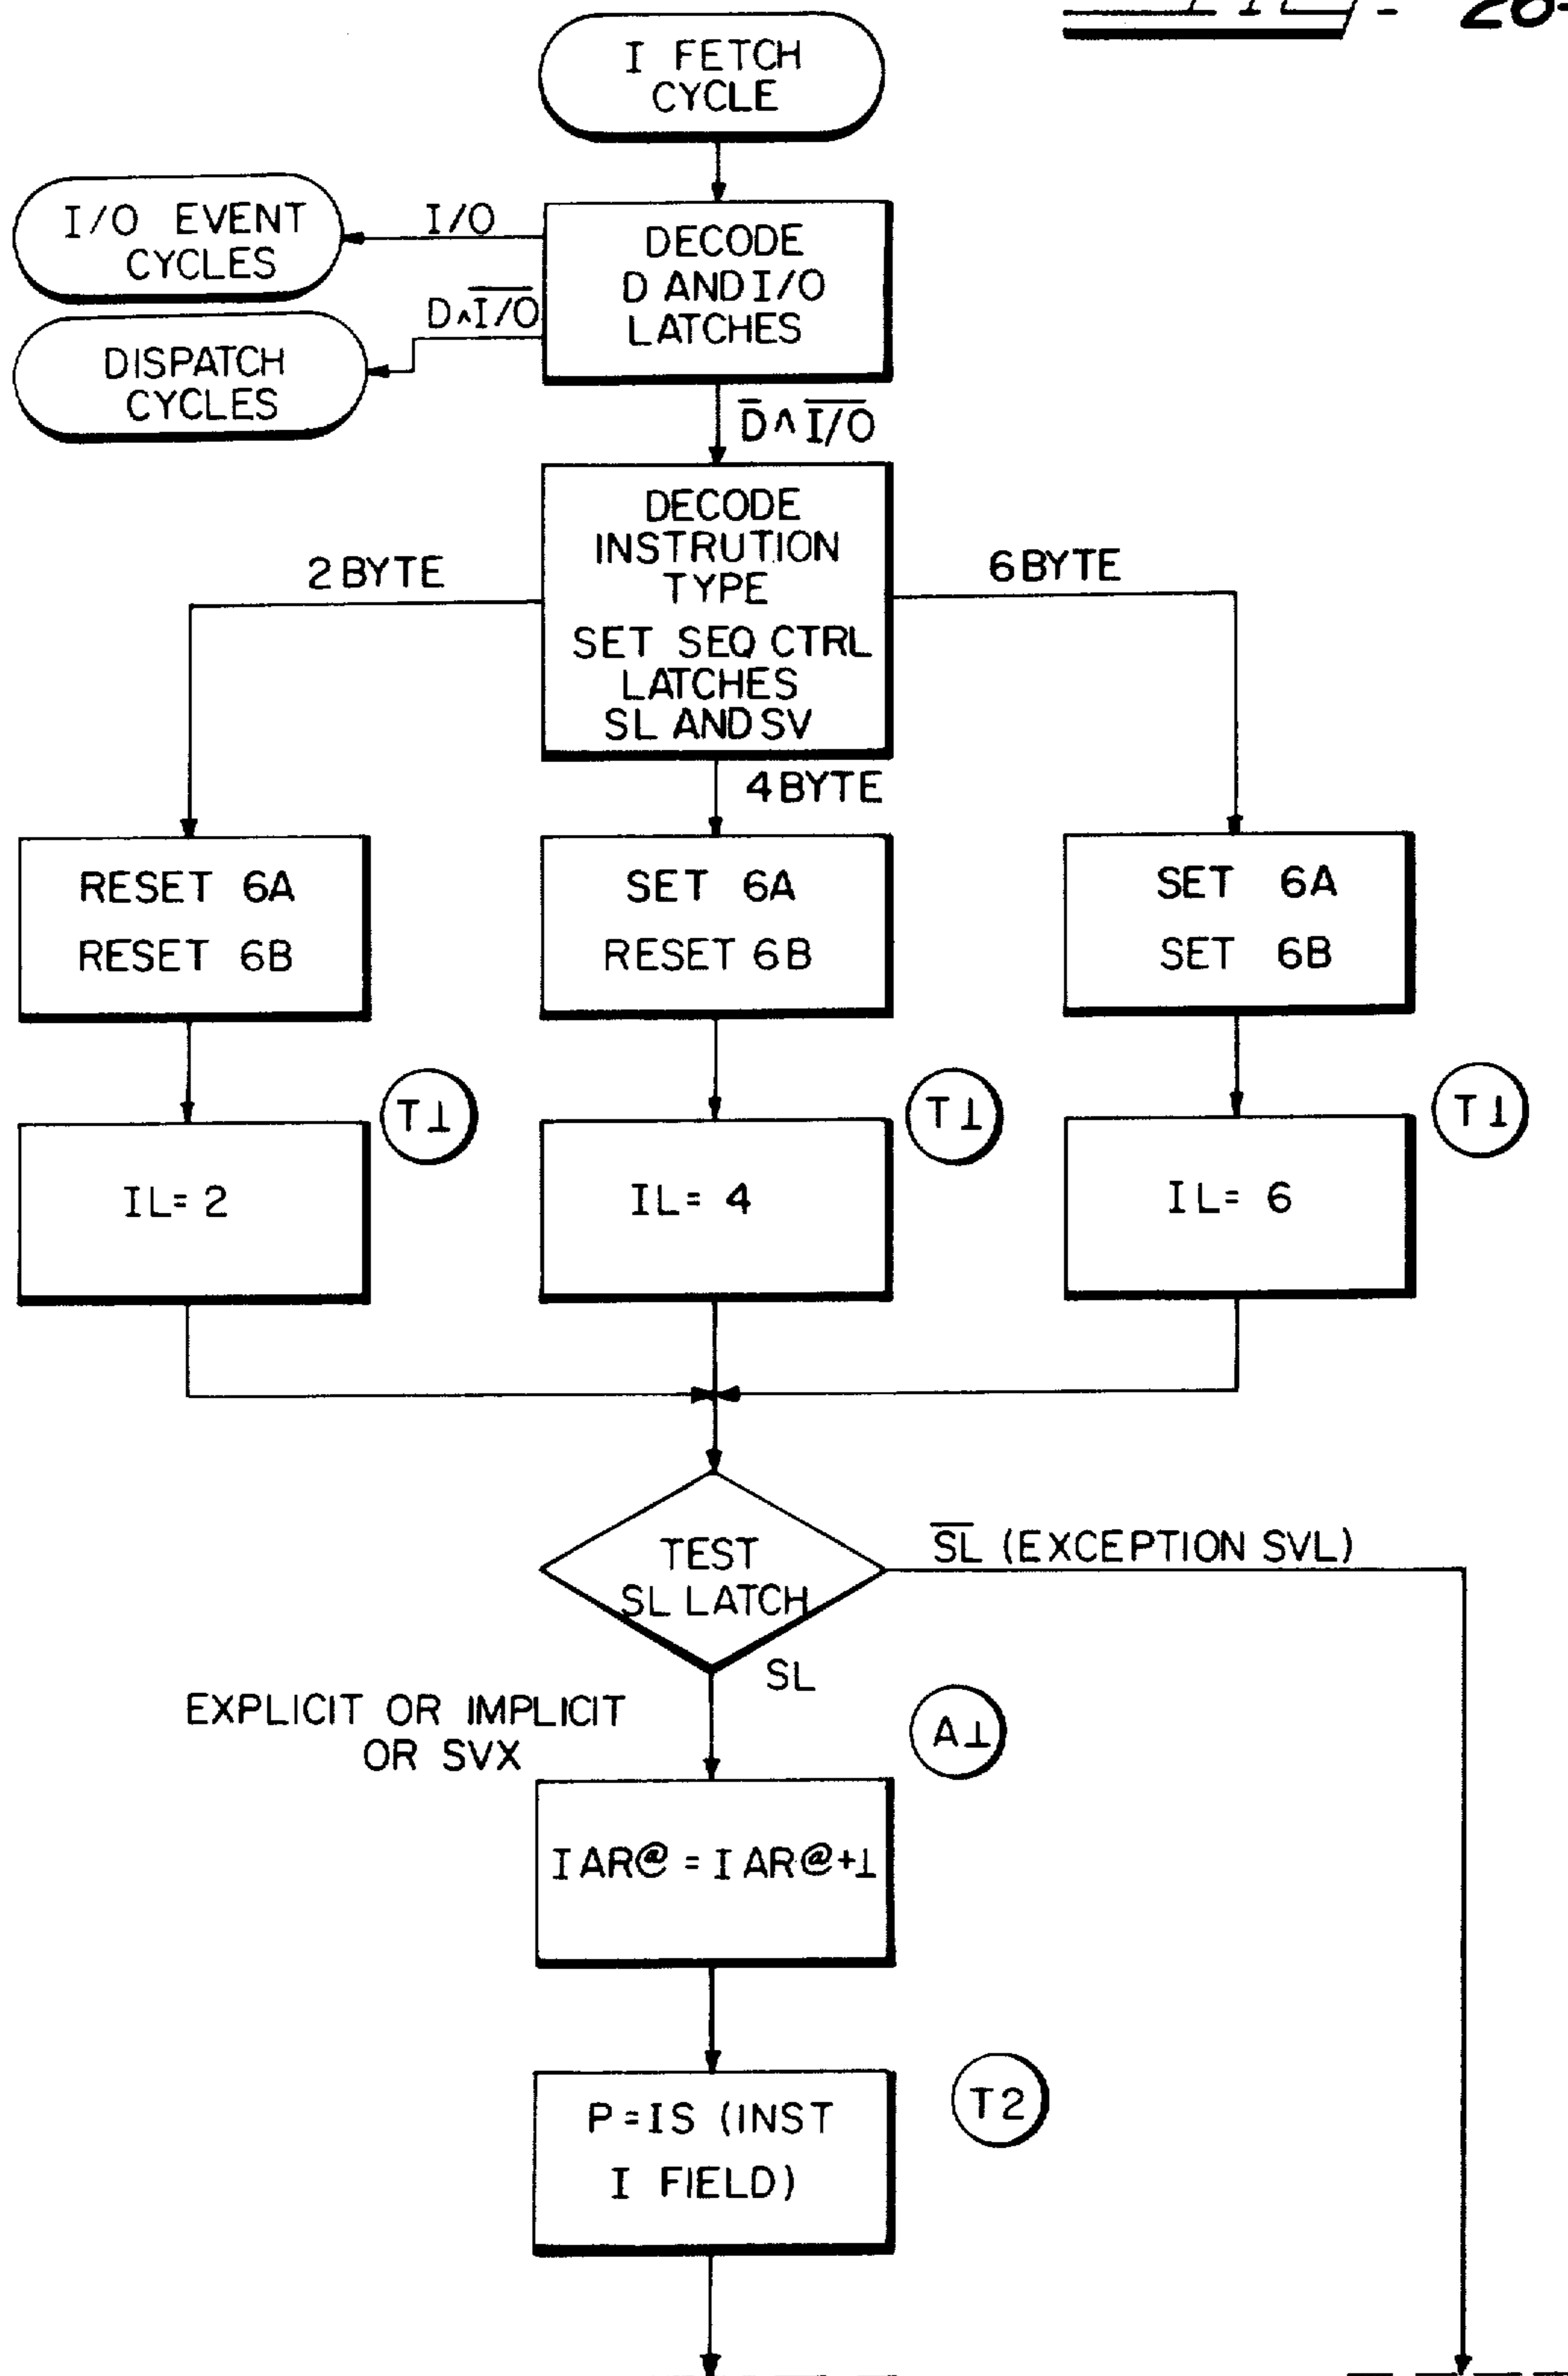 26-
I FETCH
CYCLE
I/O EVENT
CYCLES
I/O
DECODE
D AND I/O
LATCHES
D∧I̅/̅O̅
DISPATCH
CYCLES
D̅∧I̅/̅O̅
DECODE
INSTRUTION
TYPE
SET SEQ CTRL
LATCHES
SL AND SV
2 BYTE
6 BYTE
4 BYTE
RESET 6A
RESET 6B
SET 6A
RESET 6B
SET 6A
SET 6B
T1
T1
T1
IL= 2
IL= 4
IL= 6
TEST
SL LATCH
S̅L̅ (EXCEPTION SVL)
SL
EXPLICIT OR IMPLICIT
OR SVX
A1
IAR@ = IAR@+1
P=IS (INST
I FIELD)
T2